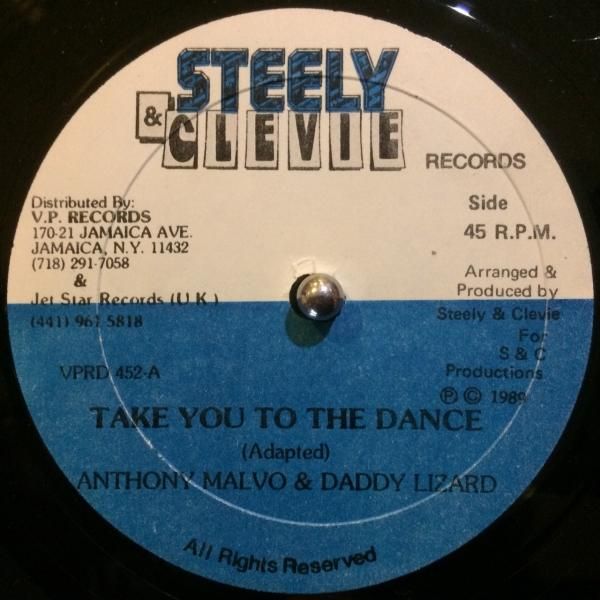 STEELY
& CLEVIE
RECORDS
Distributed By:
V.P. RECORDS
170-21 JAMAICA AVE.
JAMAICA, N.Y. 11432
(718) 291-7058
&
Jet Star Records (U.K.)
(441) 961 5818
Side
45 R.P.M.
Arranged &
Produced by
Steely & Clevie
For
S & C
Productions
℗ © 1989
VPRD 452-A
TAKE YOU TO THE DANCE
(Adapted)
ANTHONY MALVO & DADDY LIZARD
All Rights Reserved